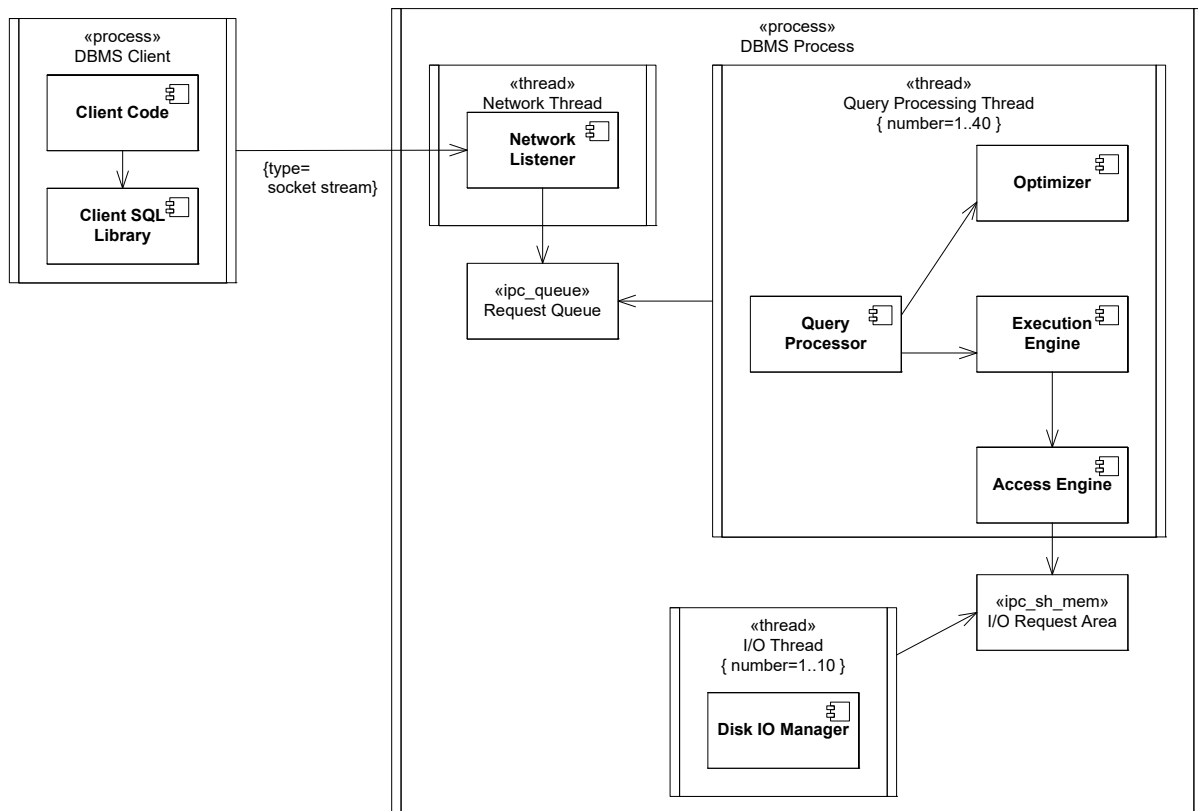 «process»
DBMS Client
Client Code
Client SQL
Library
{type=
socket stream}
«process»
DBMS Process
«thread»
Network Thread
Network
Listener
«ipc_queue»
Request Queue
«thread»
Query Processing Thread
{ number=1..40 }
Optimizer
Query
Processor
Execution
Engine
Access Engine
«ipc_sh_mem»
I/O Request Area
«thread»
I/O Thread
{ number=1..10 }
Disk IO Manager